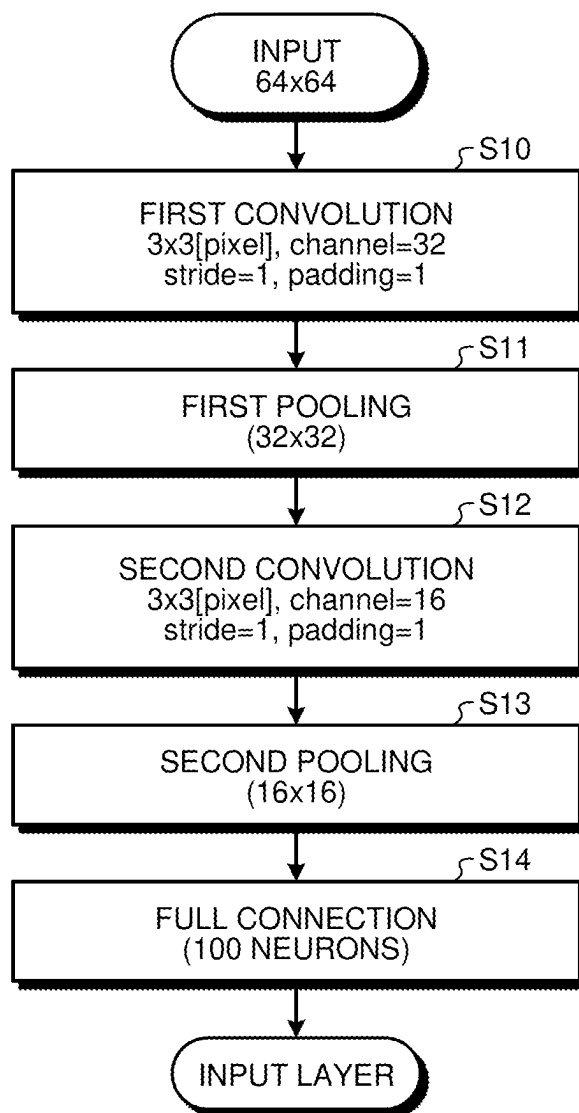 INPUT
64x64
S10
FIRST CONVOLUTION
3x3[pixel], channel=32
stride=1, padding=1
S11
FIRST POOLING
(32x32)
S12
SECOND CONVOLUTION
3x3[pixel], channel=16
stride=1, padding=1
S13
SECOND POOLING
(16x16)
S14
FULL CONNECTION
(100 NEURONS)
INPUT LAYER